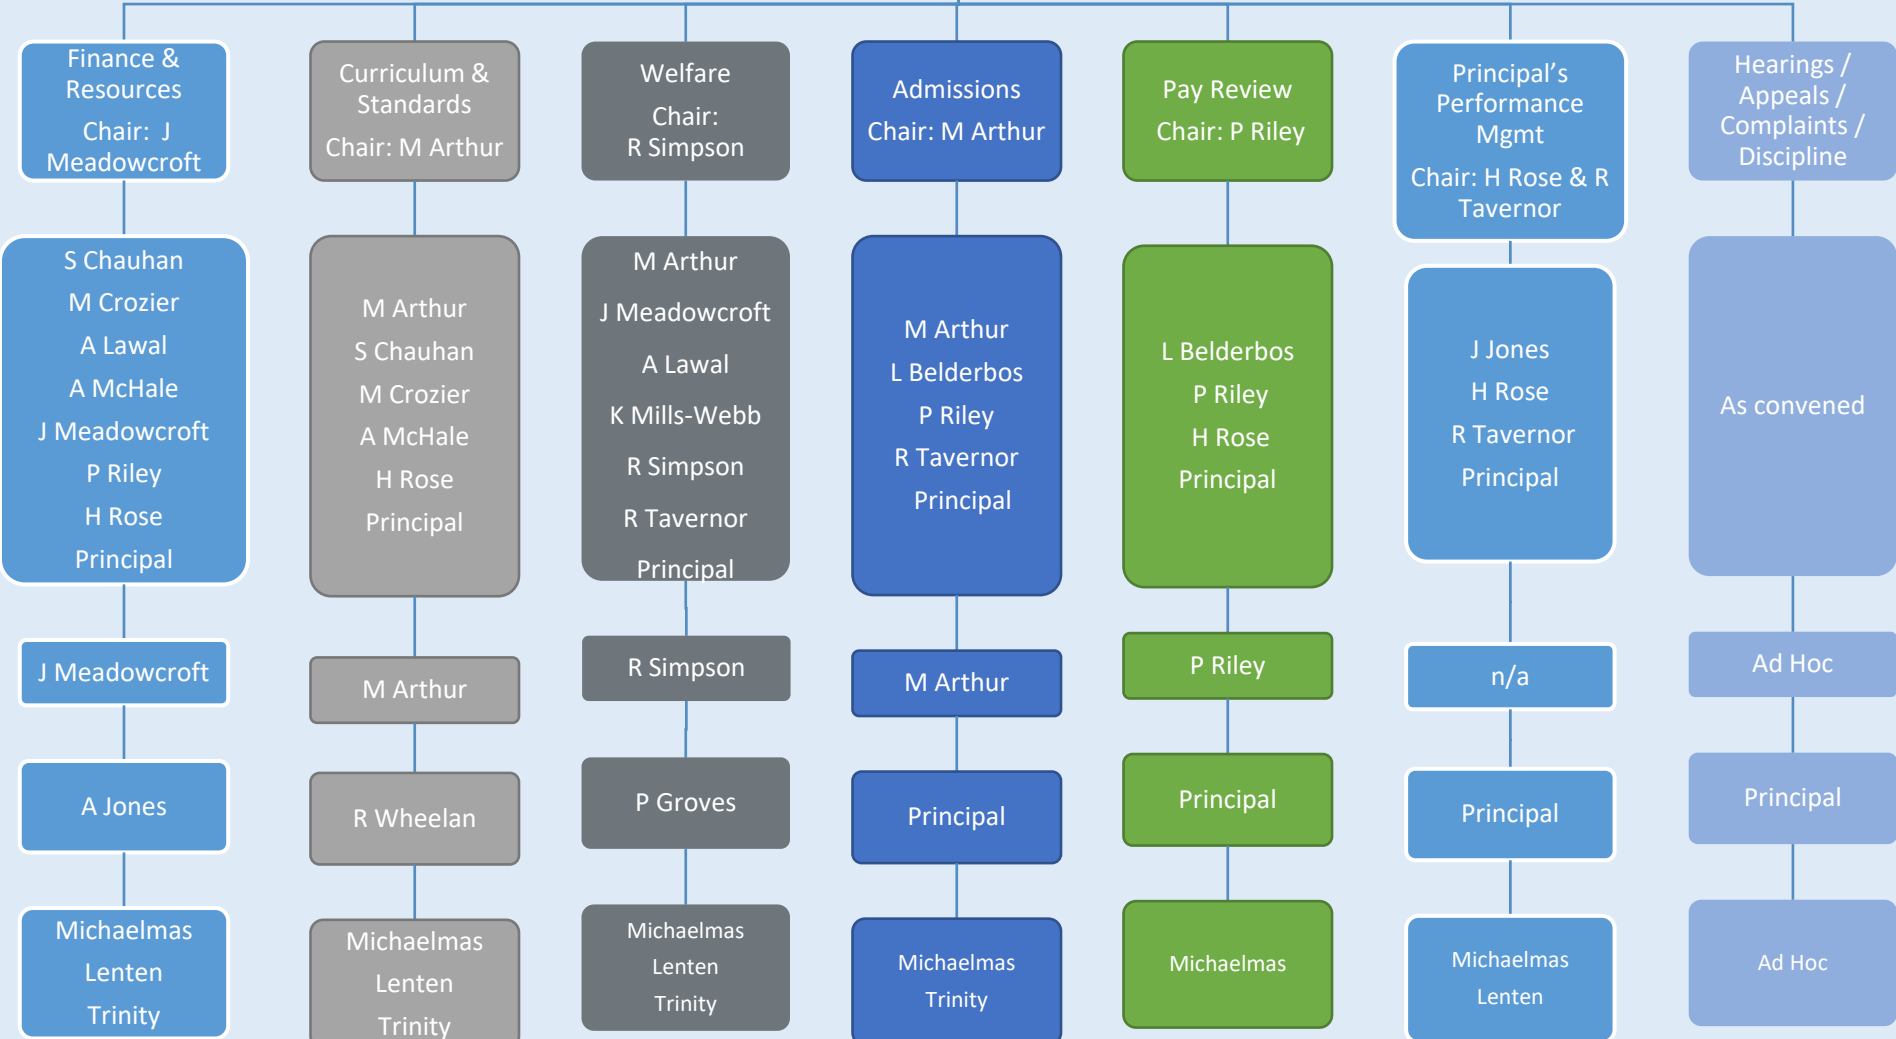 Finance &
Resources
Chair: J
Meadowcroft
S Chauhan
M Crozier
A Lawal
A McHale
J Meadowcroft
P Riley
H Rose
Principal
J Meadowcroft
A Jones
Michaelmas
Lenten
Trinity
Curriculum &
Standards
Chair: M Arthur
M Arthur
S Chauhan
M Crozier
A McHale
H Rose
Principal
M Arthur
R Wheelan
Michaelmas
Lenten
Trinity
Welfare
Chair:
R Simpson
M Arthur
J Meadowcroft
A Lawal
K Mills-Webb
R Simpson
R Tavernor
Principal
R Simpson
P Groves
Michaelmas
Lenten
Trinity
Admissions
Chair: M Arthur
M Arthur
L Belderbos
P Riley
R Tavernor
Principal
M Arthur
Principal
Michaelmas
Trinity
Pay Review
Chair: P Riley
L Belderbos
P Riley
H Rose
Principal
P Riley
Principal
Michaelmas
Principal’s
Performance
Mgmt
Chair: H Rose & R
Tavernor
J Jones
H Rose
R Tavernor
Principal
n/a
Principal
Michaelmas
Lenten
Hearings /
Appeals /
Complaints /
Discipline
As convened
Ad Hoc
Principal
Ad Hoc